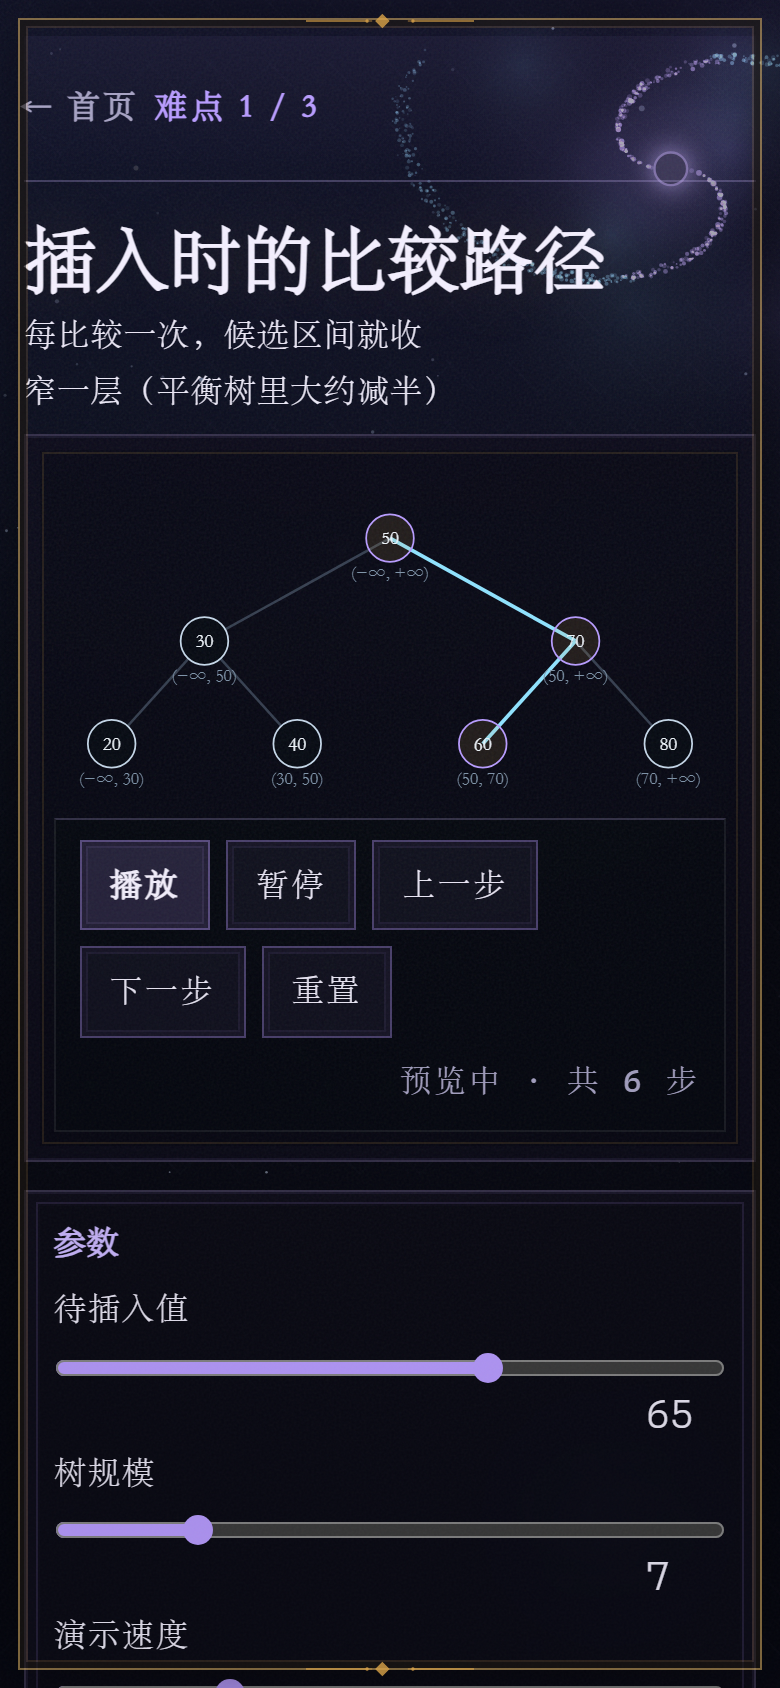 ← 首页 难点 1 / 3
插入时的比较路径
每比较一次，候选区间就收
窄一层（平衡树里大约减半）
50
(−∞, +∞)
30 70
(−∞, 50) (50, +∞)
20 40 60 80
(−∞, 30) (30, 50) (50, 70) (70, +∞)
播放 暂停 上一步
下一步 重置
预览中 · 共 6 步
参数
待插入值
65
树规模
7
演示速度